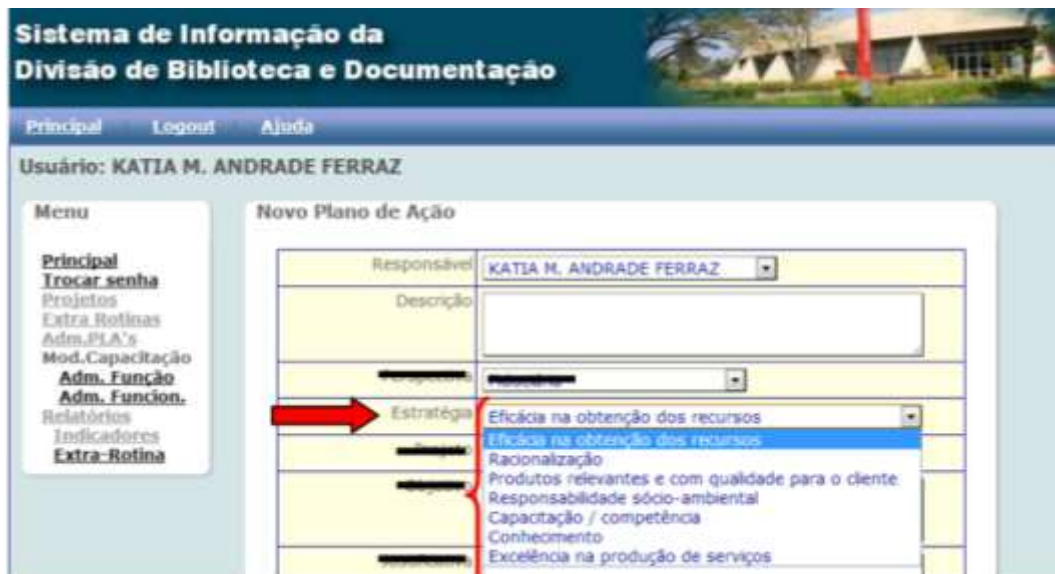 Sistema de Informação da
Divisão de Biblioteca e Documentação
Principal Logout Ajuda
Usuário: KATIA M. ANDRADE FERRAZ
Menu
Principal
Trocar senha
Projetos
Extra Rotinas
Adm.PLA's
Mod.Capacitação
Adm. Função
Adm. Funcion.
Relatórios
Indicadores
Extra-Rotina
Novo Plano de Ação
Responsável KATIA M. ANDRADE FERRAZ
Descrição
Estratégia Eficácia na obtenção dos recursos
Eficácia na obtenção dos recursos
Racionalização
Produtos relevantes e com qualidade para o cliente
Responsabilidade sócio-ambiental
Capacitação / competência
Conhecimento
Excelência na produção de serviços